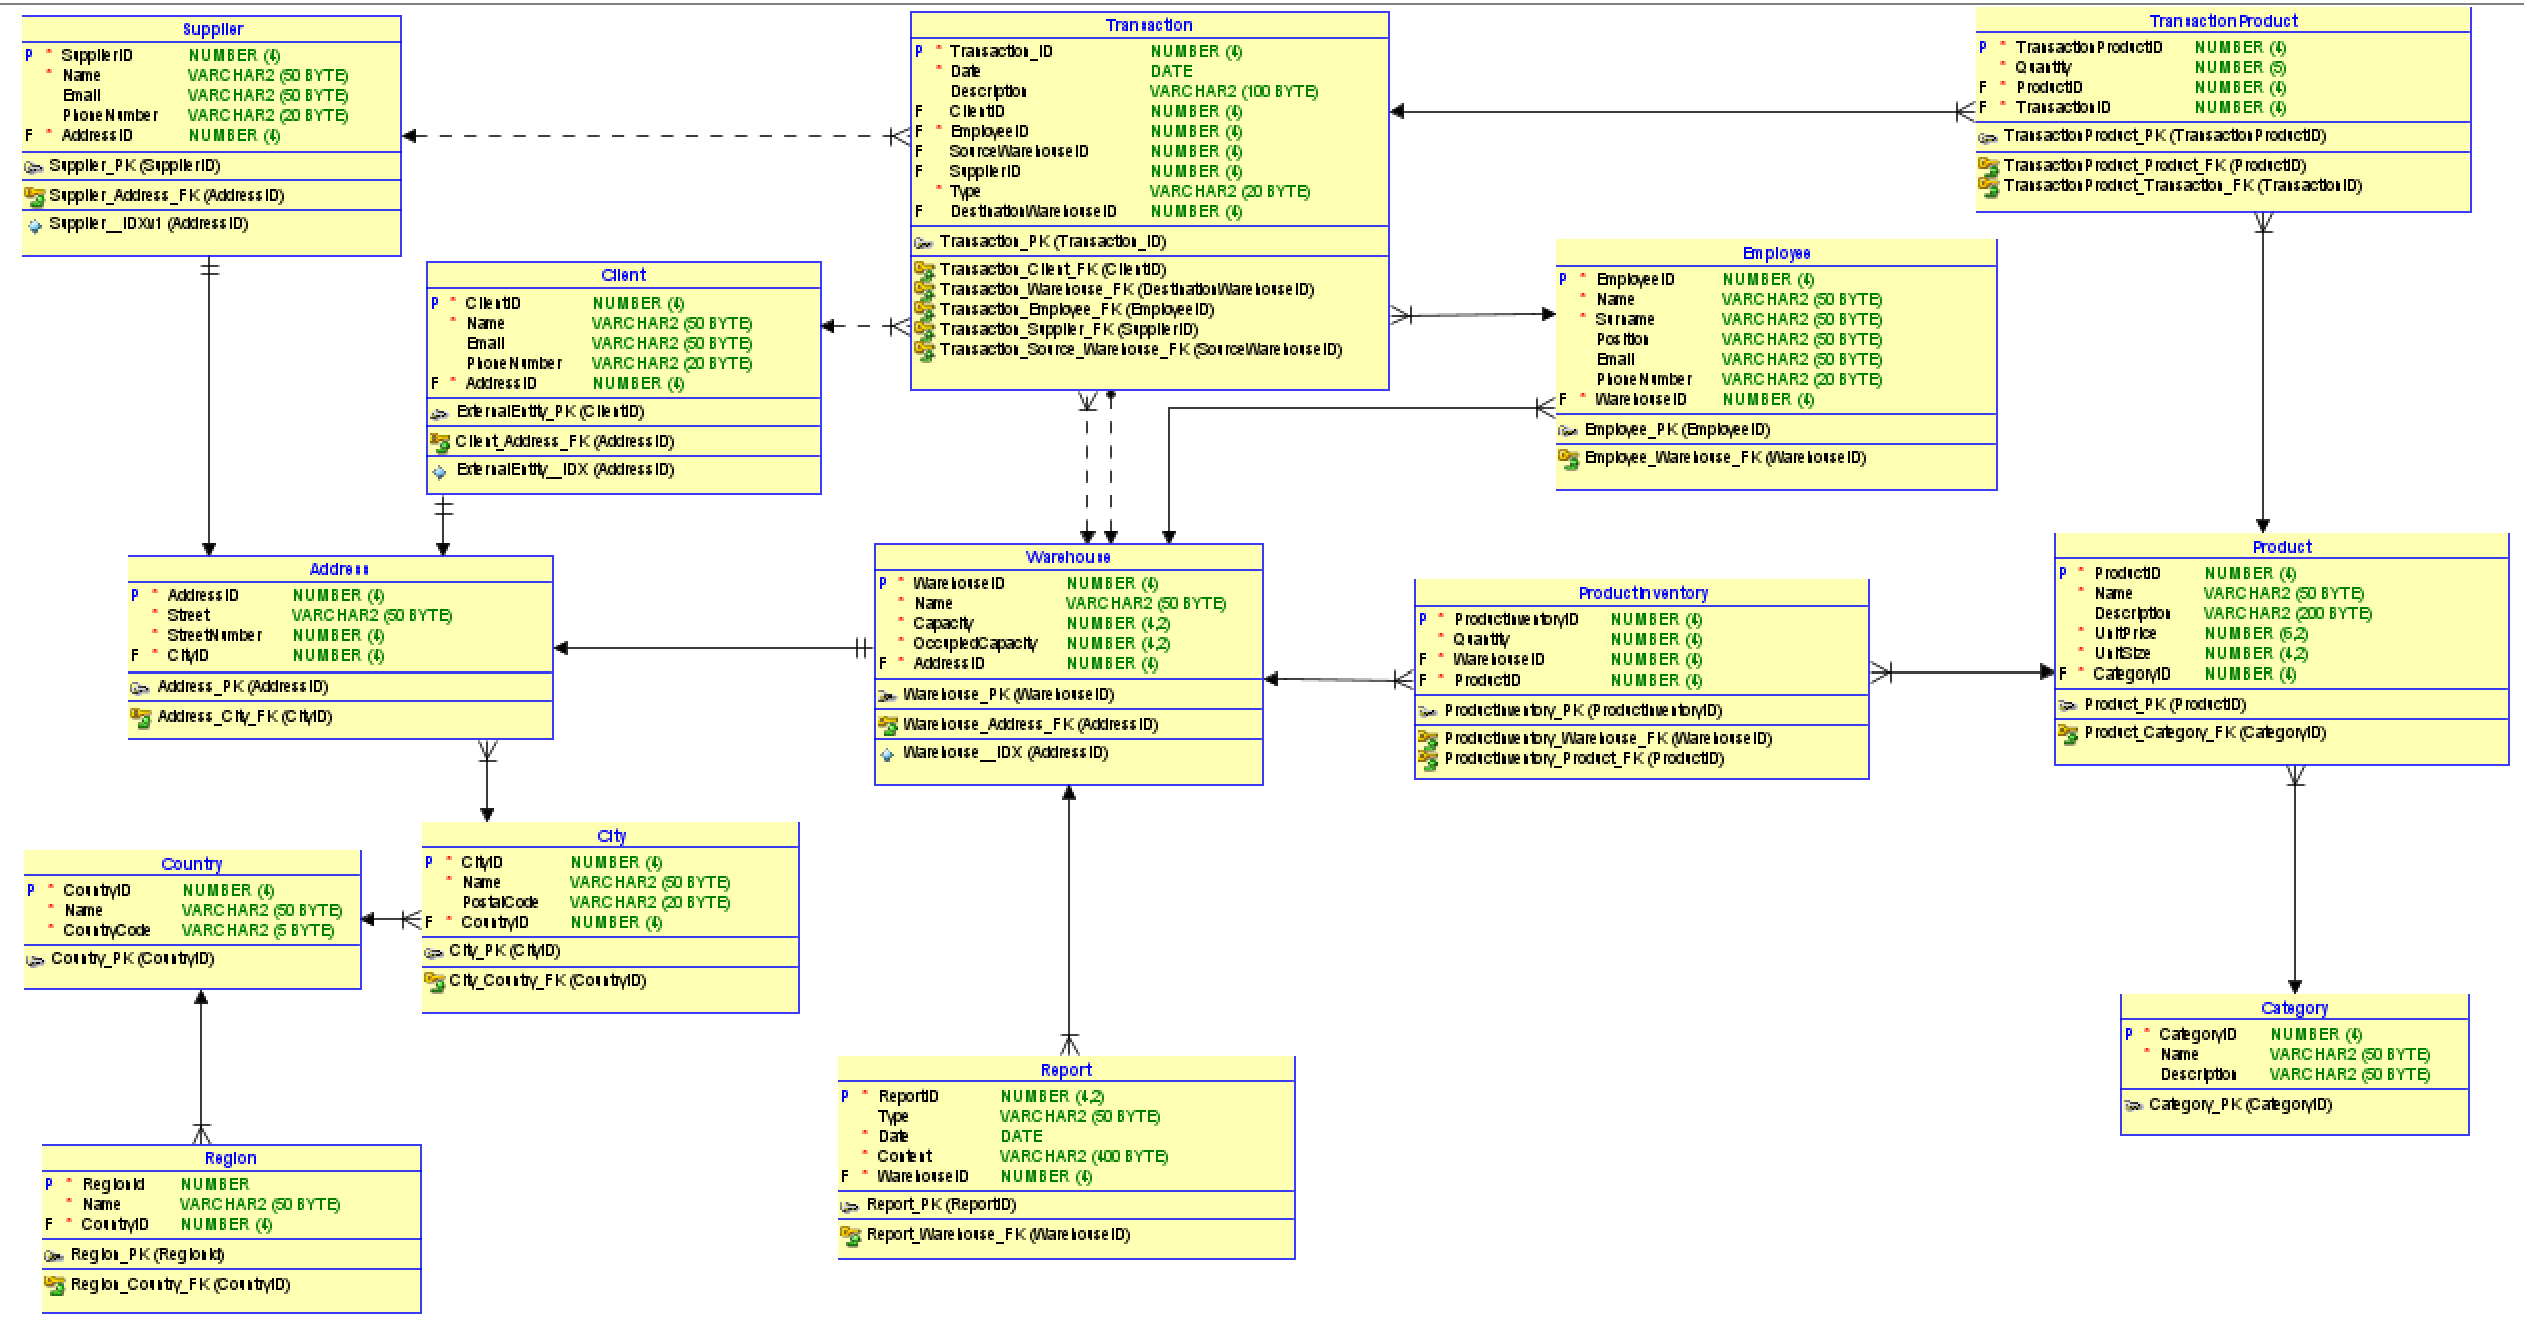 Supplier
P * SupplierID NUMBER (4)
* Name VARCHAR2 (50 BYTE)
Email VARCHAR2 (50 BYTE)
PhoneNumber VARCHAR2 (20 BYTE)
F * AddressID NUMBER (4)
Supplier_PK (SupplierID)
Supplier_Address_FK (AddressID)
Supplier__IDXv1 (AddressID)
Client
P * ClientID NUMBER (4)
* Name VARCHAR2 (50 BYTE)
Email VARCHAR2 (50 BYTE)
PhoneNumber VARCHAR2 (20 BYTE)
F * AddressID NUMBER (4)
ExternalEntity_PK (ClientID)
Client_Address_FK (AddressID)
ExternalEntity__IDX (AddressID)
Transaction
P * Transaction_ID NUMBER (4)
* Date DATE
Description VARCHAR2 (100 BYTE)
F ClientID NUMBER (4)
F * EmployeeID NUMBER (4)
F SourceWarehouseID NUMBER (4)
F SupplierID NUMBER (4)
* Type VARCHAR2 (20 BYTE)
F DestinationWarehouseID NUMBER (4)
Transaction_PK (Transaction_ID)
Transaction_Client_FK (ClientID)
Transaction_Warehouse_FK (DestinationWarehouseID)
Transaction_Employee_FK (EmployeeID)
Transaction_Supplier_FK (SupplierID)
Transaction_Source_Warehouse_FK (SourceWarehouseID)
TransactionProduct
P * TransactionProductID NUMBER (4)
* Quantity NUMBER (5)
F * ProductID NUMBER (4)
F * TransactionID NUMBER (4)
TransactionProduct_PK (TransactionProductID)
TransactionProduct_Product_FK (ProductID)
TransactionProduct_Transaction_FK (TransactionID)
Employee
P * EmployeeID NUMBER (4)
* Name VARCHAR2 (50 BYTE)
* Surname VARCHAR2 (50 BYTE)
Position VARCHAR2 (50 BYTE)
Email VARCHAR2 (50 BYTE)
PhoneNumber VARCHAR2 (20 BYTE)
F * WarehouseID NUMBER (4)
Employee_PK (EmployeeID)
Employee_Warehouse_FK (WarehouseID)
Address
P * AddressID NUMBER (4)
* Street VARCHAR2 (50 BYTE)
* StreetNumber NUMBER (4)
F * CityID NUMBER (4)
Address_PK (AddressID)
Address_City_FK (CityID)
Warehouse
P * WarehouseID NUMBER (4)
* Name VARCHAR2 (50 BYTE)
* Capacity NUMBER (4,2)
* OccupiedCapacity NUMBER (4,2)
F * AddressID NUMBER (4)
Warehouse_PK (WarehouseID)
Warehouse_Address_FK (AddressID)
Warehouse__IDX (AddressID)
ProductInventory
P * ProductInventoryID NUMBER (4)
* Quantity NUMBER (4)
F * WarehouseID NUMBER (4)
F * ProductID NUMBER (4)
ProductInventory_PK (ProductInventoryID)
ProductInventory_Warehouse_FK (WarehouseID)
ProductInventory_Product_FK (ProductID)
Product
P * ProductID NUMBER (4)
* Name VARCHAR2 (50 BYTE)
Description VARCHAR2 (200 BYTE)
* UnitPrice NUMBER (6,2)
* UnitSize NUMBER (4,2)
F * CategoryID NUMBER (4)
Product_PK (ProductID)
Product_Category_FK (CategoryID)
Country
P * CountryID NUMBER (4)
* Name VARCHAR2 (50 BYTE)
* CountryCode VARCHAR2 (5 BYTE)
Country_PK (CountryID)
City
P * CityID NUMBER (4)
* Name VARCHAR2 (50 BYTE)
PostalCode VARCHAR2 (20 BYTE)
F * CountryID NUMBER (4)
City_PK (CityID)
City_Country_FK (CountryID)
Region
P * RegionId NUMBER
* Name VARCHAR2 (50 BYTE)
F * CountryID NUMBER (4)
Region_PK (RegionId)
Region_Country_FK (CountryID)
Report
P * ReportID NUMBER (4,2)
Type VARCHAR2 (50 BYTE)
* Date DATE
* Content VARCHAR2 (400 BYTE)
F * WarehouseID NUMBER (4)
Report_PK (ReportID)
Report_Warehouse_FK (WarehouseID)
Category
P * CategoryID NUMBER (4)
* Name VARCHAR2 (50 BYTE)
Description VARCHAR2 (50 BYTE)
Category_PK (CategoryID)